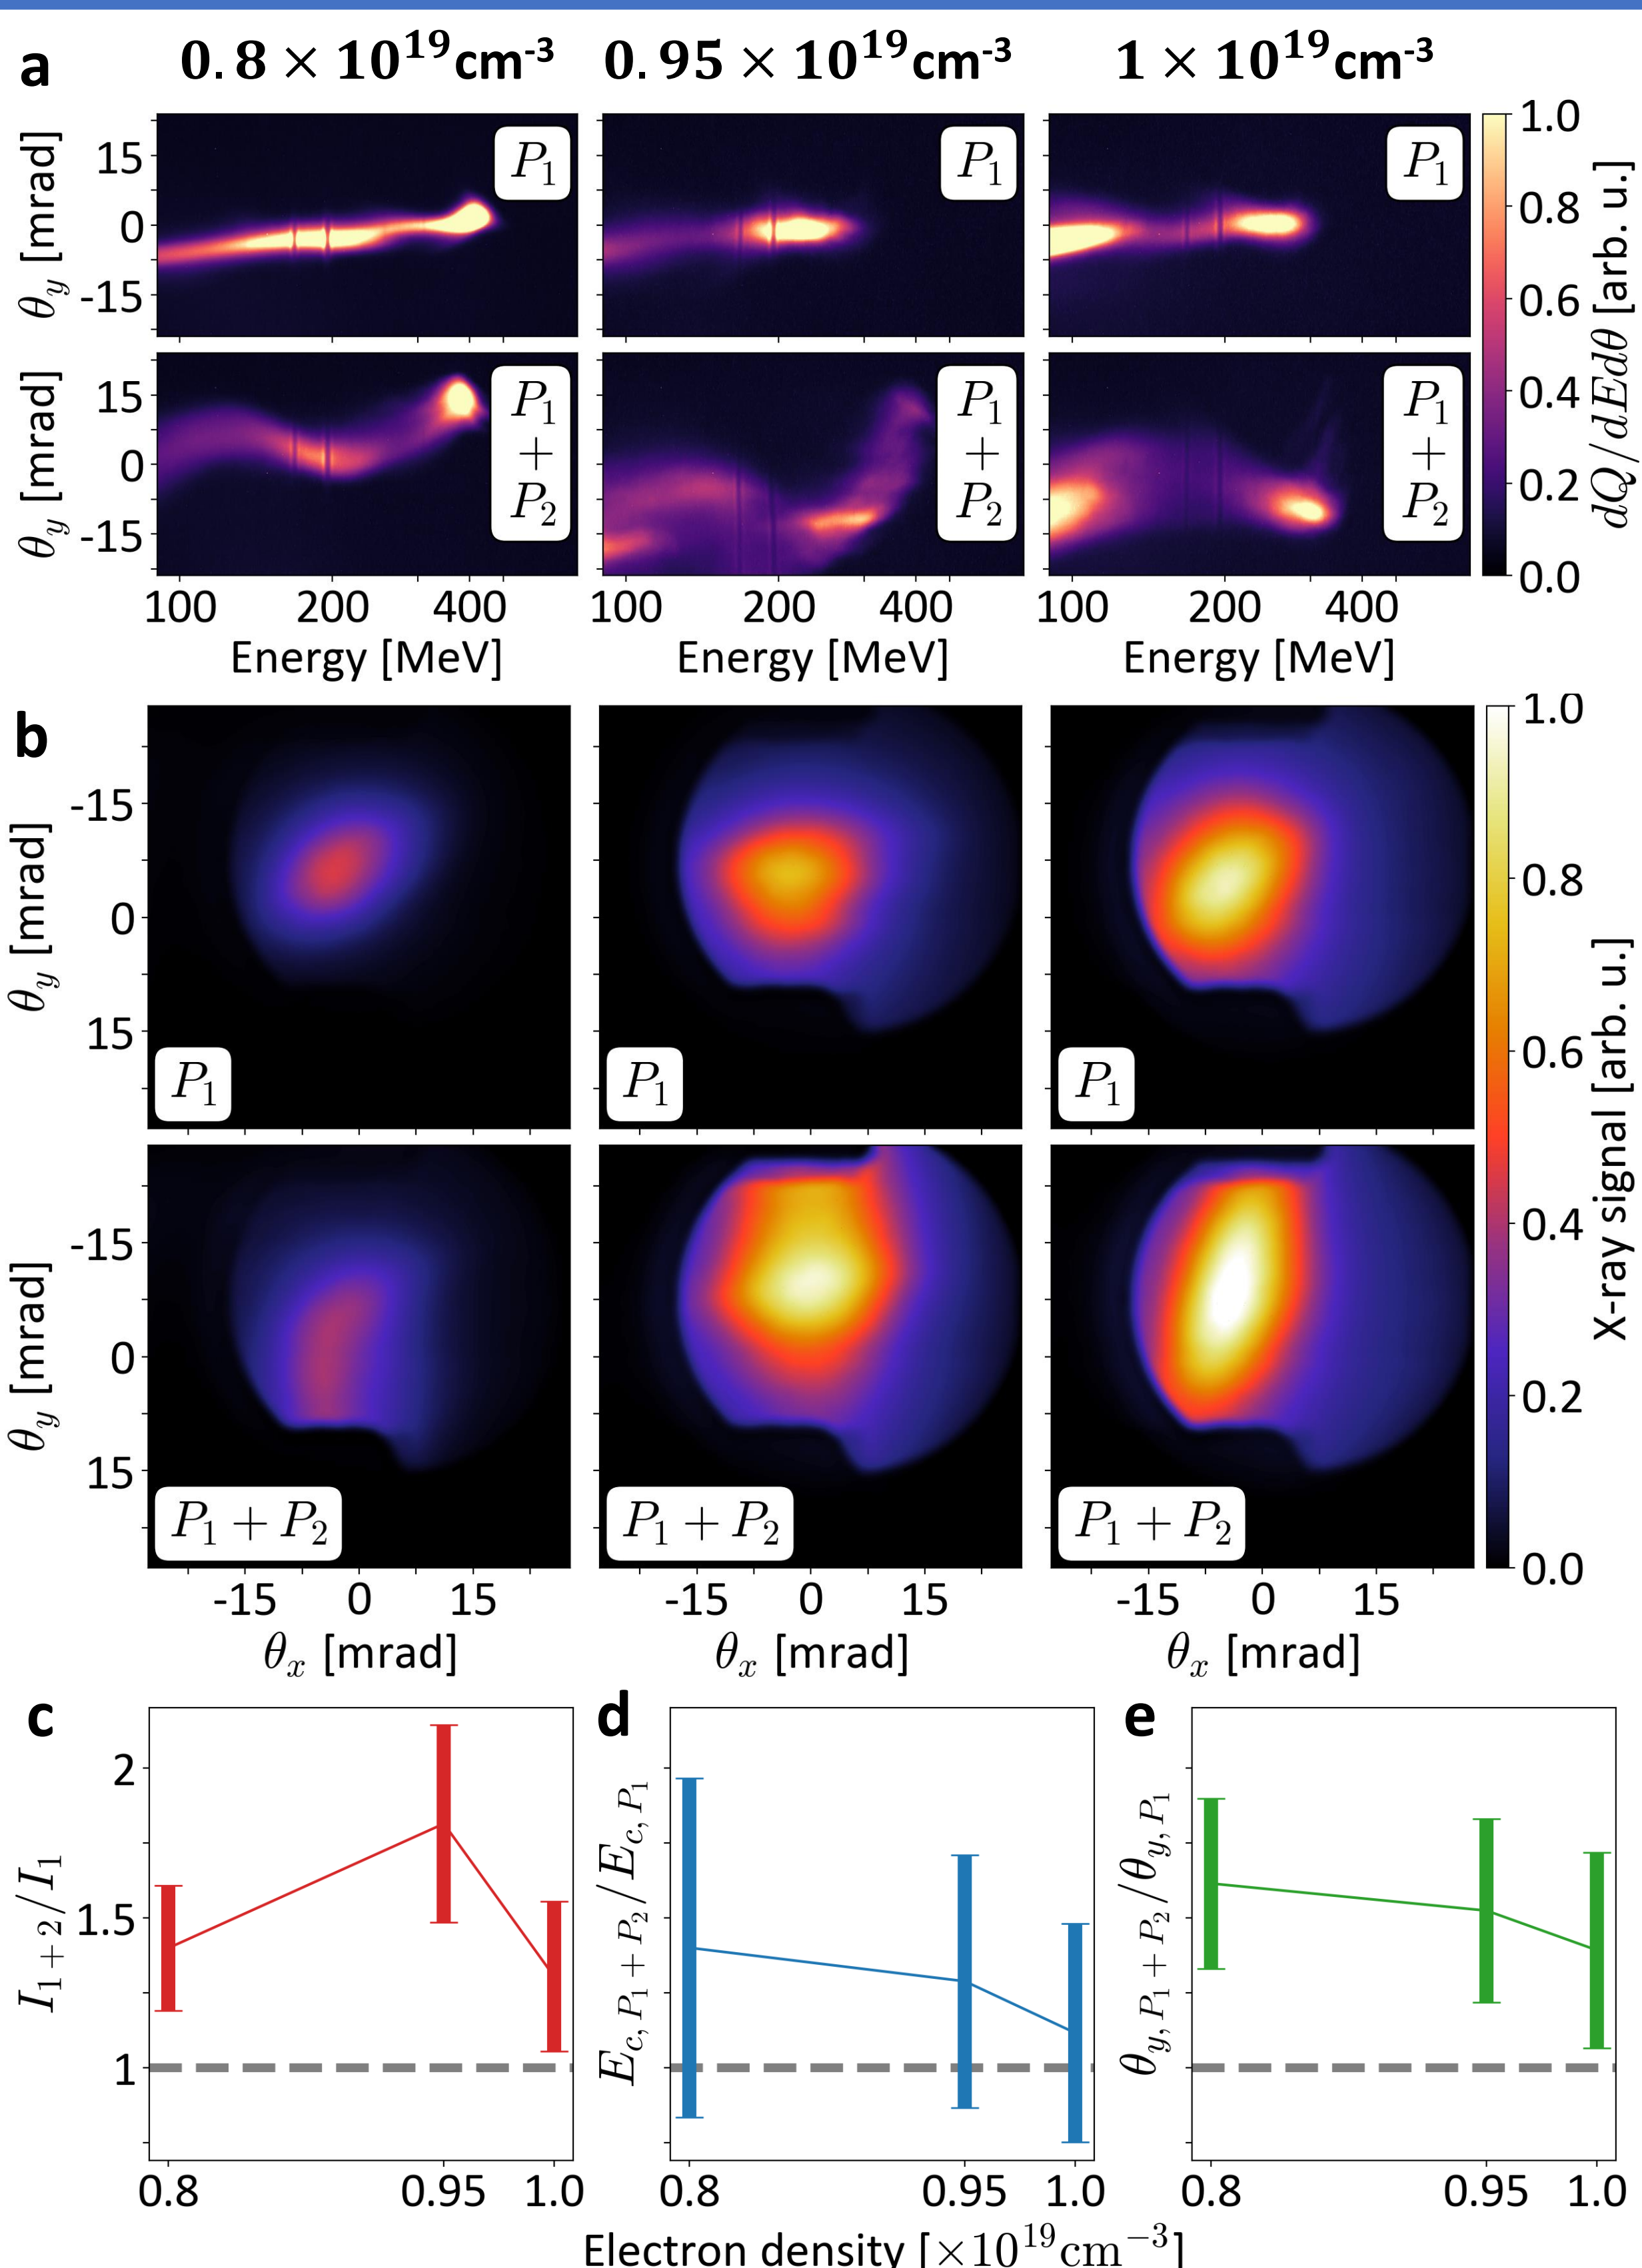 a
0.8 × 10¹⁹cm⁻³ 0.95 × 10¹⁹cm⁻³ 1 × 10¹⁹cm⁻³
θy [mrad]
15
0
-15
P₁
P₁
P₁
θy [mrad]
15
0
-15
P₁
+
P₂
P₁
+
P₂
P₁
+
P₂
100 200 400
100 200 400
100 200 400
Energy [MeV]
Energy [MeV]
Energy [MeV]
1.0
0.8
0.6
0.4
0.2
0.0
dQ/dEdθ [arb. u.]
b
θy [mrad]
-15
0
15
P₁
P₁
P₁
θy [mrad]
-15
0
15
P₁ + P₂
P₁ + P₂
P₁ + P₂
-15 0 15
-15 0 15
-15 0 15
θx [mrad]
θx [mrad]
θx [mrad]
1.0
0.8
0.6
0.4
0.2
0.0
X-ray signal [arb. u.]
c
I₁₊₂/I₁
2
1.5
1
0.8 0.95 1.0
d
E_c, P₁ + P₂/E_c, P₁
0.8 0.95 1.0
e
θ_y, P₁ + P₂/θ_y, P₁
0.8 0.95 1.0
Electron density [×10¹⁹cm⁻³]